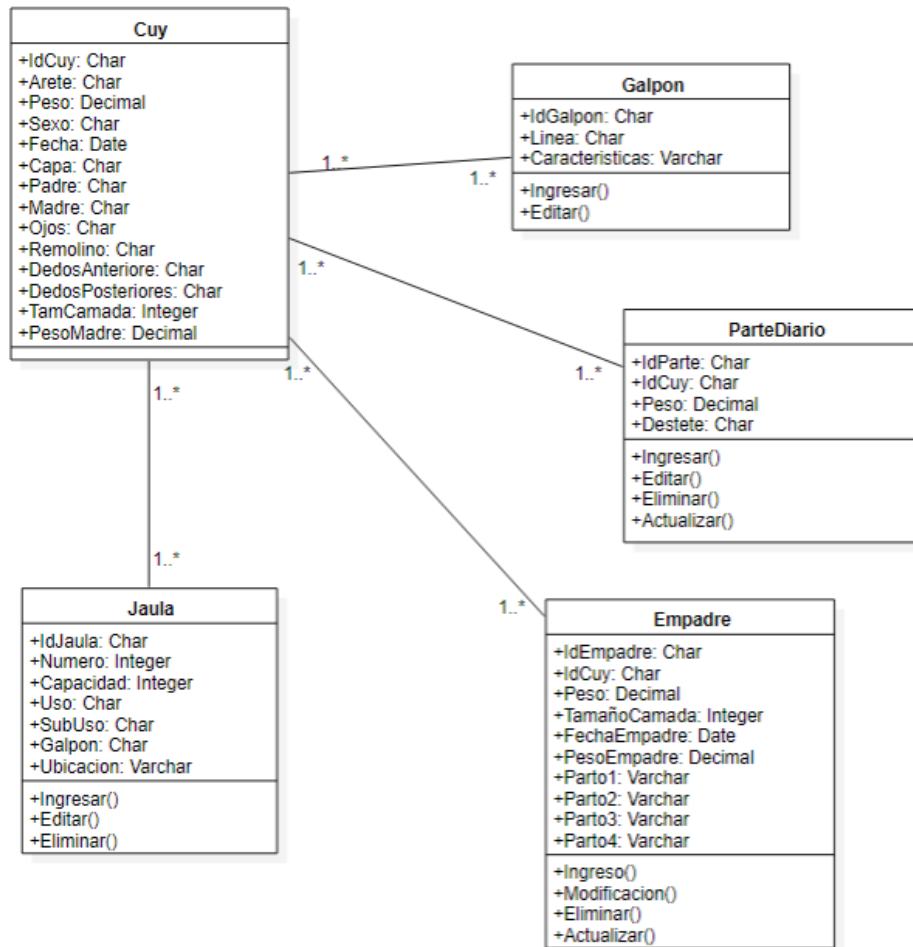 Cuy
+IdCuy: Char
+Arete: Char
+Peso: Decimal
+Sexo: Char
+Fecha: Date
+Capa: Char
+Padre: Char
+Madre: Char
+Ojos: Char
+Remolino: Char
+DedosAnteriore: Char
+DedosPosteriores: Char
+TamCamada: Integer
+PesoMadre: Decimal
Galpon
+IdGalpon: Char
+Linea: Char
+Caracteristicas: Varchar
+Ingresar()
+Editar()
1..*
1..*
1..*
1..*
ParteDiario
+IdParte: Char
+IdCuy: Char
+Peso: Decimal
+Destete: Char
+Ingresar()
+Editar()
+Eliminar()
+Actualizar()
1..*
1..*
1..*
1..*
Jaula
+IdJaula: Char
+Numero: Integer
+Capacidad: Integer
+Uso: Char
+SubUso: Char
+Galpon: Char
+Ubicacion: Varchar
+Ingresar()
+Editar()
+Eliminar()
Empadre
+IdEmpadre: Char
+IdCuy: Char
+Peso: Decimal
+TamañoCamada: Integer
+FechaEmpadre: Date
+PesoEmpadre: Decimal
+Parto1: Varchar
+Parto2: Varchar
+Parto3: Varchar
+Parto4: Varchar
+Ingreso()
+Modificacion()
+Eliminar()
+Actualizar()